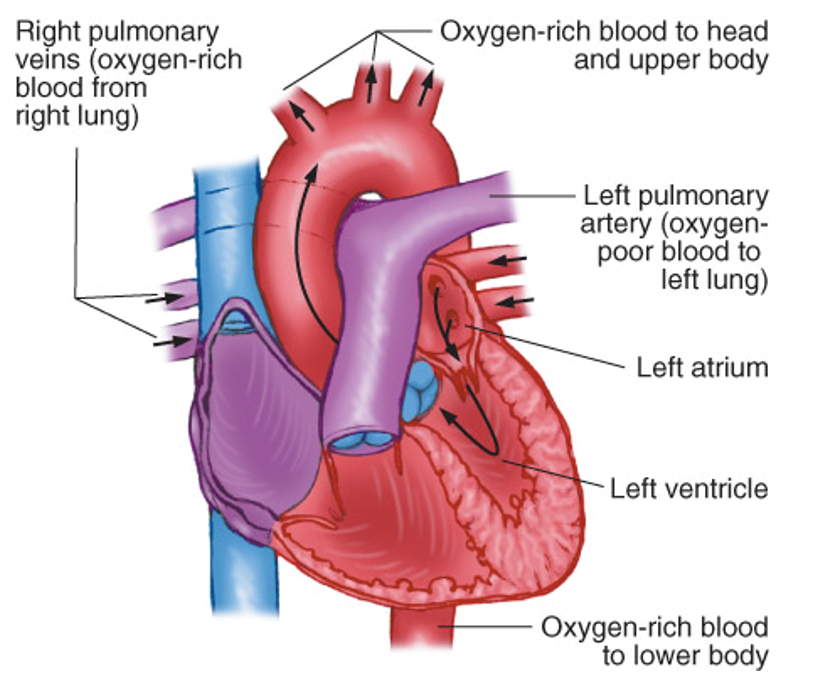 Right pulmonary
veins (oxygen-rich
blood from
right lung)
Oxygen-rich blood to head
and upper body
Left pulmonary
artery (oxygen-
poor blood to
left lung)
Left atrium
Left ventricle
Oxygen-rich blood
to lower body